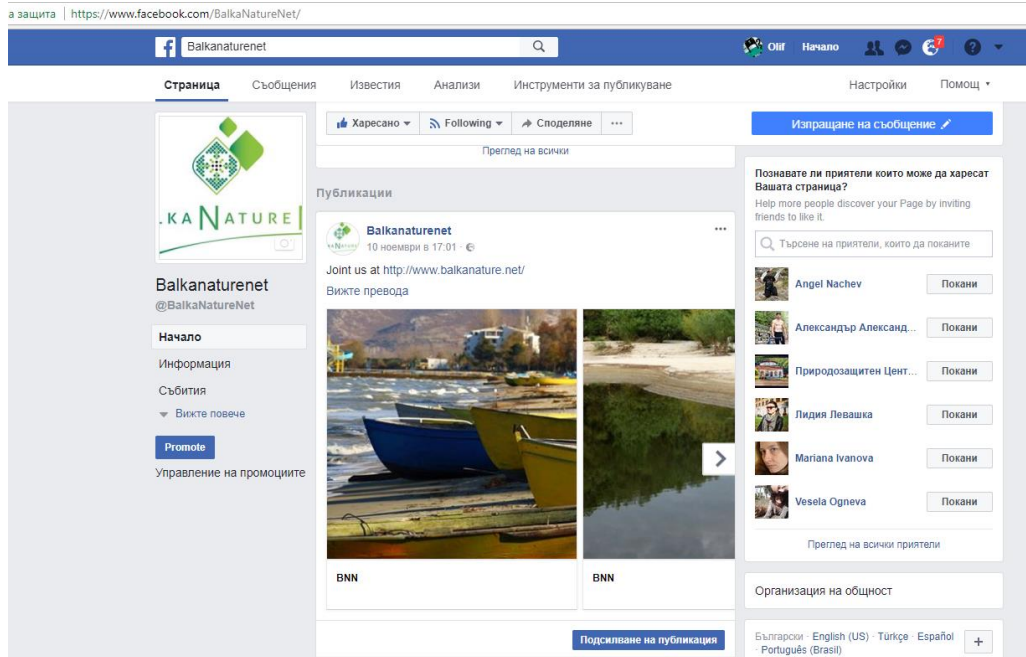 а защита | https://www.facebook.com/BalkaNatureNet/
Balkanaturenet
Olif Начало 7
Страница Съобщения Известия Анализи Инструменти за публикуване Настройки Помощ
KA NATURE
Balkanaturenet
@BalkaNatureNet
Начало
Информация
Събития
Вижте повече
Promote
Управление на промоциите
Харесано Following Споделяне ...
Преглед на всички
Публикации
Balkanaturenet
10 ноември в 17:01 ·
Joint us at http://www.balkanature.net/
Вижте превода
BNN BNN
Подсилване на публикация
Изпращане на съобщение
Познавате ли приятели които може да харесат
Вашата страница?
Help more people discover your Page by inviting
friends to like it.
Търсене на приятели, които да поканите
Angel Nachev Покани
Александър Александ... Покани
Природозащитен Цент... Покани
Лидия Левашка Покани
Mariana Ivanova Покани
Vesela Ogneva Покани
Преглед на всички приятели
Организация на общност
Български · English (US) · Türkçe · Español
· Português (Brasil) +